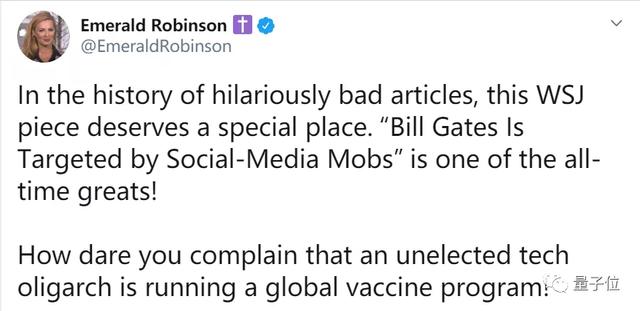 Emerald Robinson
@EmeraldRobinson
In the history of hilariously bad articles, this WSJ
piece deserves a special place. “Bill Gates Is
Targeted by Social-Media Mobs” is one of the all-
time greats!
How dare you complain that an unelected tech
oligarch is running a global vaccine program!
量子位